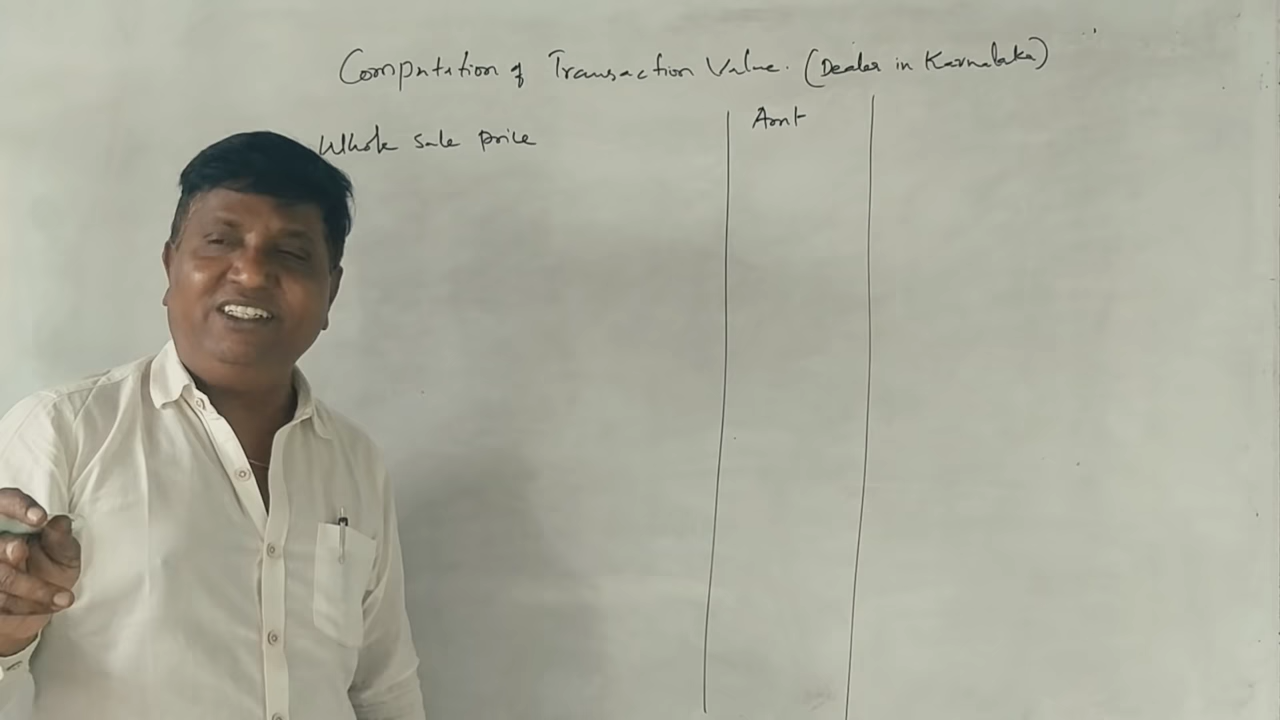 Computation of Transaction Value. (Dealer in Karnataka)
Amt
Whole sale price